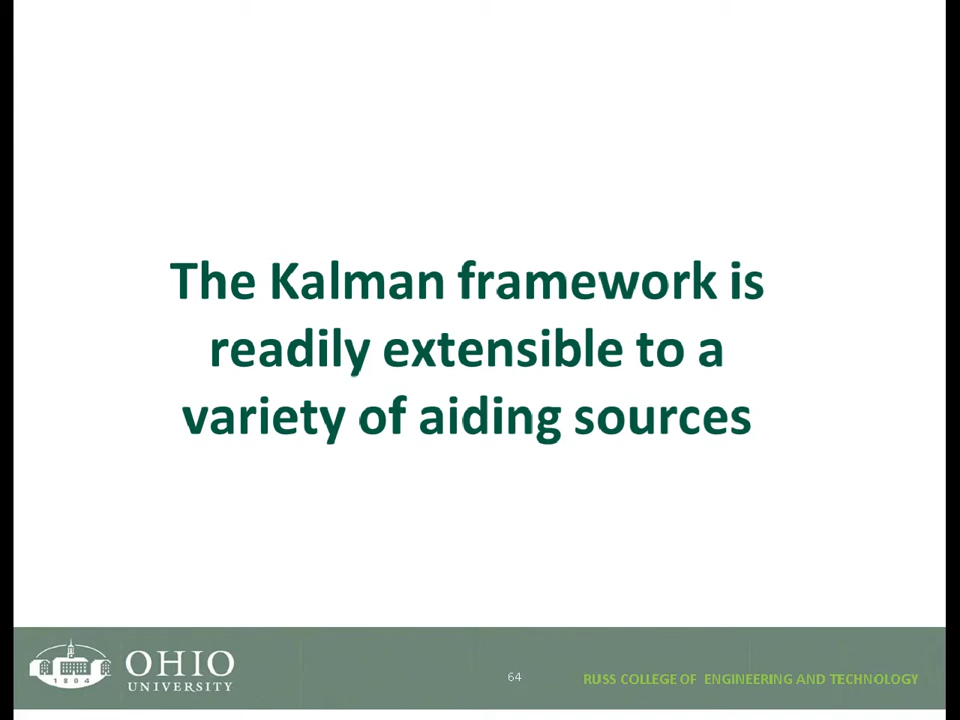 The Kalman framework is
readily extensible to a
variety of aiding sources
1804
OHIO
UNIVERSITY
64
RUSS COLLEGE OF ENGINEERING AND TECHNOLOGY